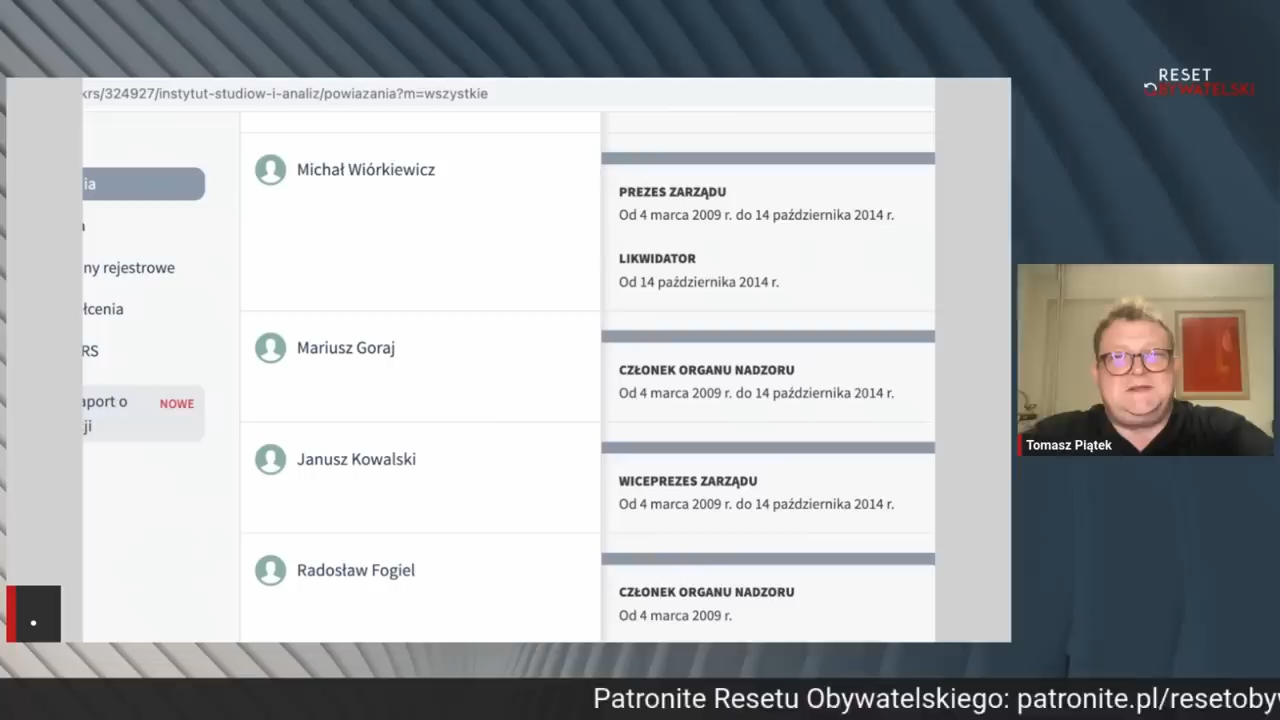 RESET
OBYWATELSKI
krs/324927/instytut-studiow-i-analiz/powiazania?m=wszystkie
ia
ny rejestrowe
łcenia
RS
aport o
NOWE
ji
Michał Wiórkiewicz
PREZES ZARZĄDU
Od 4 marca 2009 r. do 14 października 2014 r.
LIKWIDATOR
Od 14 października 2014 r.
Mariusz Goraj
CZŁONEK ORGANU NADZORU
Od 4 marca 2009 r. do 14 października 2014 r.
Janusz Kowalski
WICEPREZES ZARZĄDU
Od 4 marca 2009 r. do 14 października 2014 r.
Radosław Fogiel
CZŁONEK ORGANU NADZORU
Od 4 marca 2009 r.
Tomasz Piątek
.
Patronite Resetu Obywatelskiego: patronite.pl/resetoby